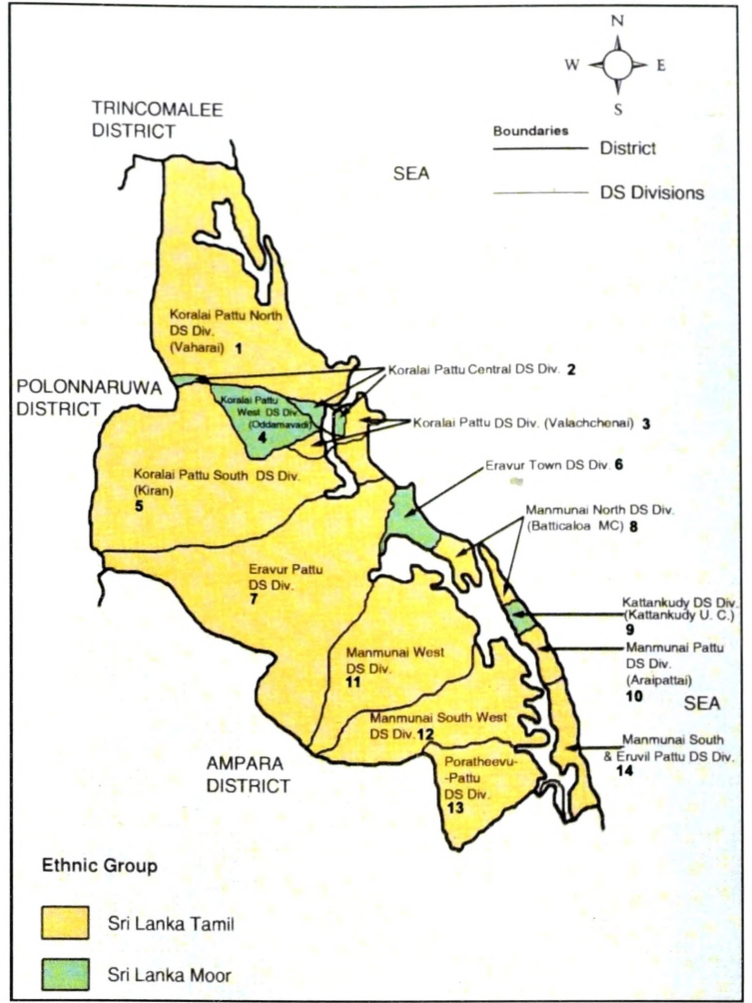 N
W E
S
TRINCOMALEE
DISTRICT
Boundaries
District
DS Divisions
SEA
Koralai Pattu North
DS Div.
(Vaharai) 1
Koralai Pattu Central DS Div. 2
POLONNARUWA
DISTRICT
Koralai Pattu
West DS Div.
(Oddamavadi)
4
Koralai Pattu DS Div. (Valachchenai) 3
Koralai Pattu South DS Div.
(Kiran)
5
Eravur Town DS Div. 6
Manmunai North DS Div.
(Batticaloa MC) 8
Eravur Pattu
DS Div.
7
Kattankudy DS Div.
(Kattankudy U. C.)
9
Manmunai Pattu
DS Div.
(Araipattai)
10
SEA
Manmunai West
DS Div.
11
Manmunai South West
DS Div. 12
Manmunai South
& Eruvil Pattu DS Div.
14
AMPARA
DISTRICT
Poratheevu-
-Pattu
DS Div.
13
Ethnic Group
Sri Lanka Tamil
Sri Lanka Moor